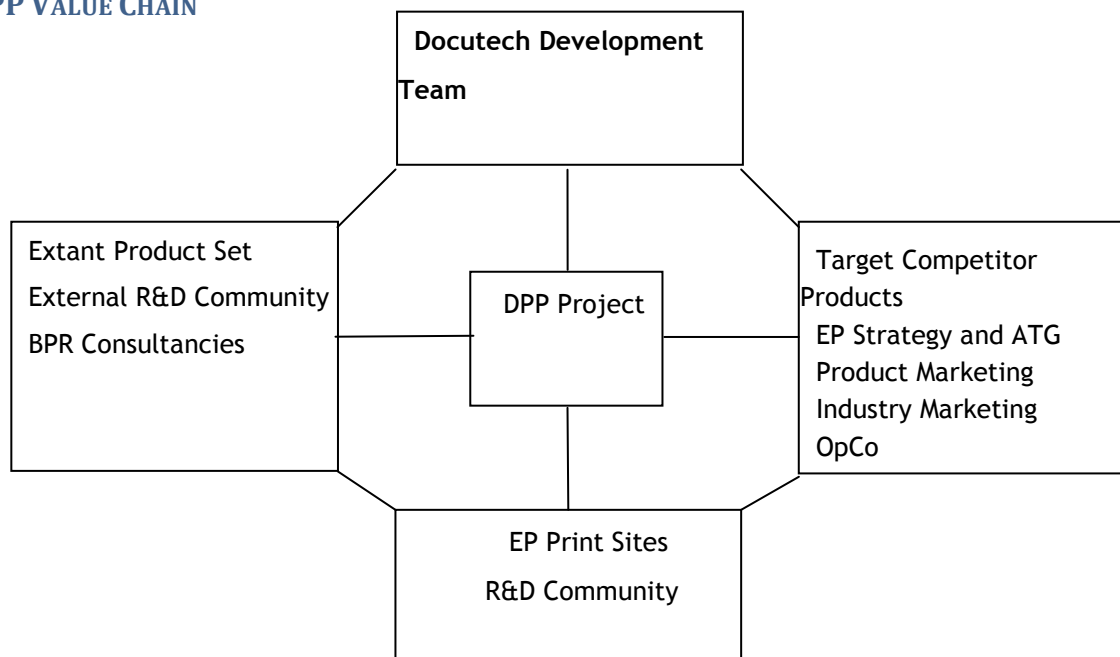 PP VALUE CHAIN
Docutech Development
Team
Extant Product Set
External R&D Community
BPR Consultancies
DPP Project
Target Competitor
Products
EP Strategy and ATG
Product Marketing
Industry Marketing
OpCo
EP Print Sites
R&D Community